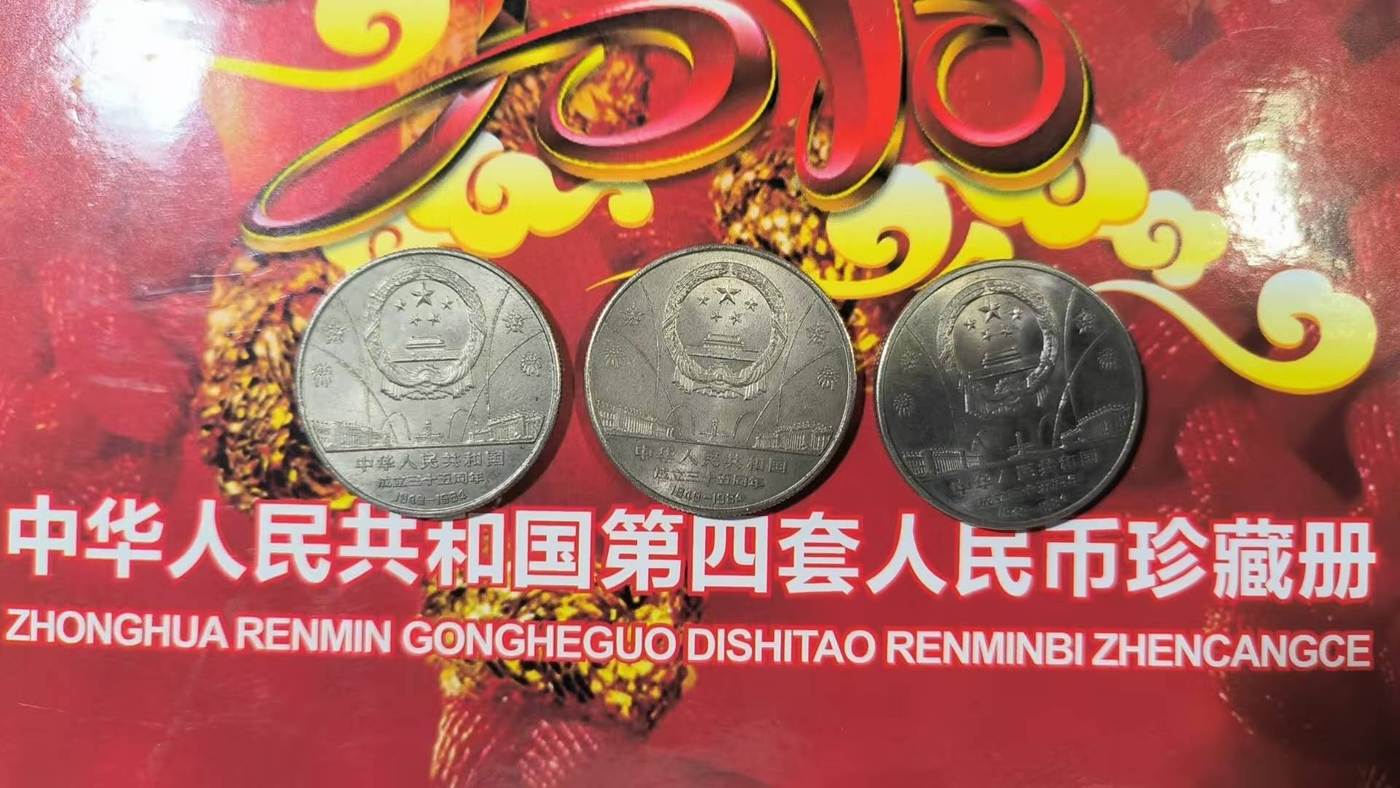 中华人民共和国
成立三十五周年
1949-1984
中华人民共和国
成立三十五周年
1949-1984
华人民共和国
中华人民共和国第四套人民币珍藏册
ZHONGHUA RENMIN GONGHEGUO DISHITAO RENMINBI ZHENCANGCE